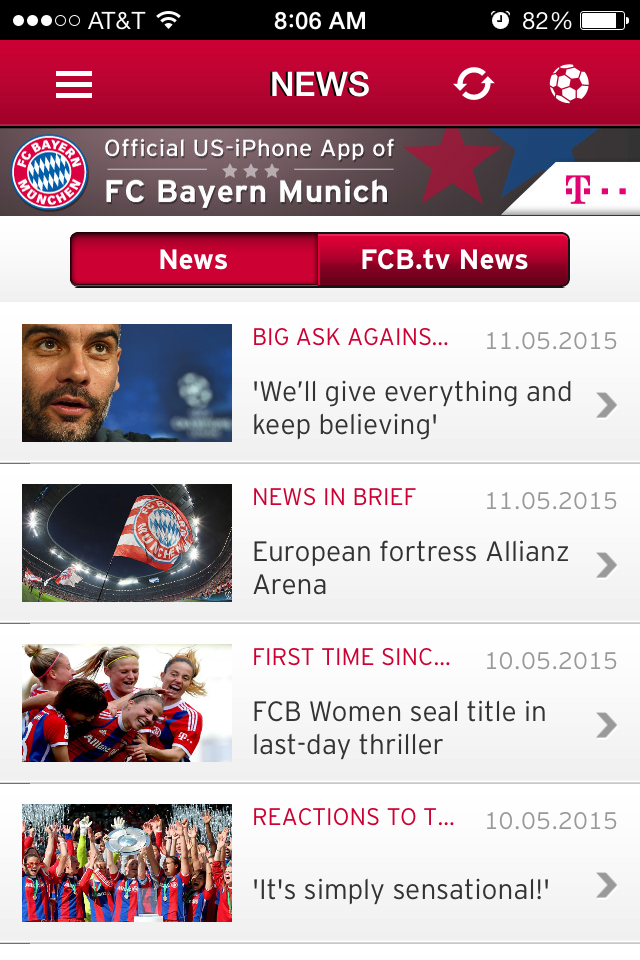 AT&T 8:06 AM 82%
NEWS
FC BAYERN
MÜNCHEN
Official US-iPhone App of
FC Bayern Munich
T
News
FCB.tv News
BIG ASK AGAINS...
11.05.2015
'We’ll give everything and
keep believing'
NEWS IN BRIEF
11.05.2015
European fortress Allianz
Arena
FIRST TIME SINC...
10.05.2015
FCB Women seal title in
last-day thriller
REACTIONS TO T...
10.05.2015
'It's simply sensational!'